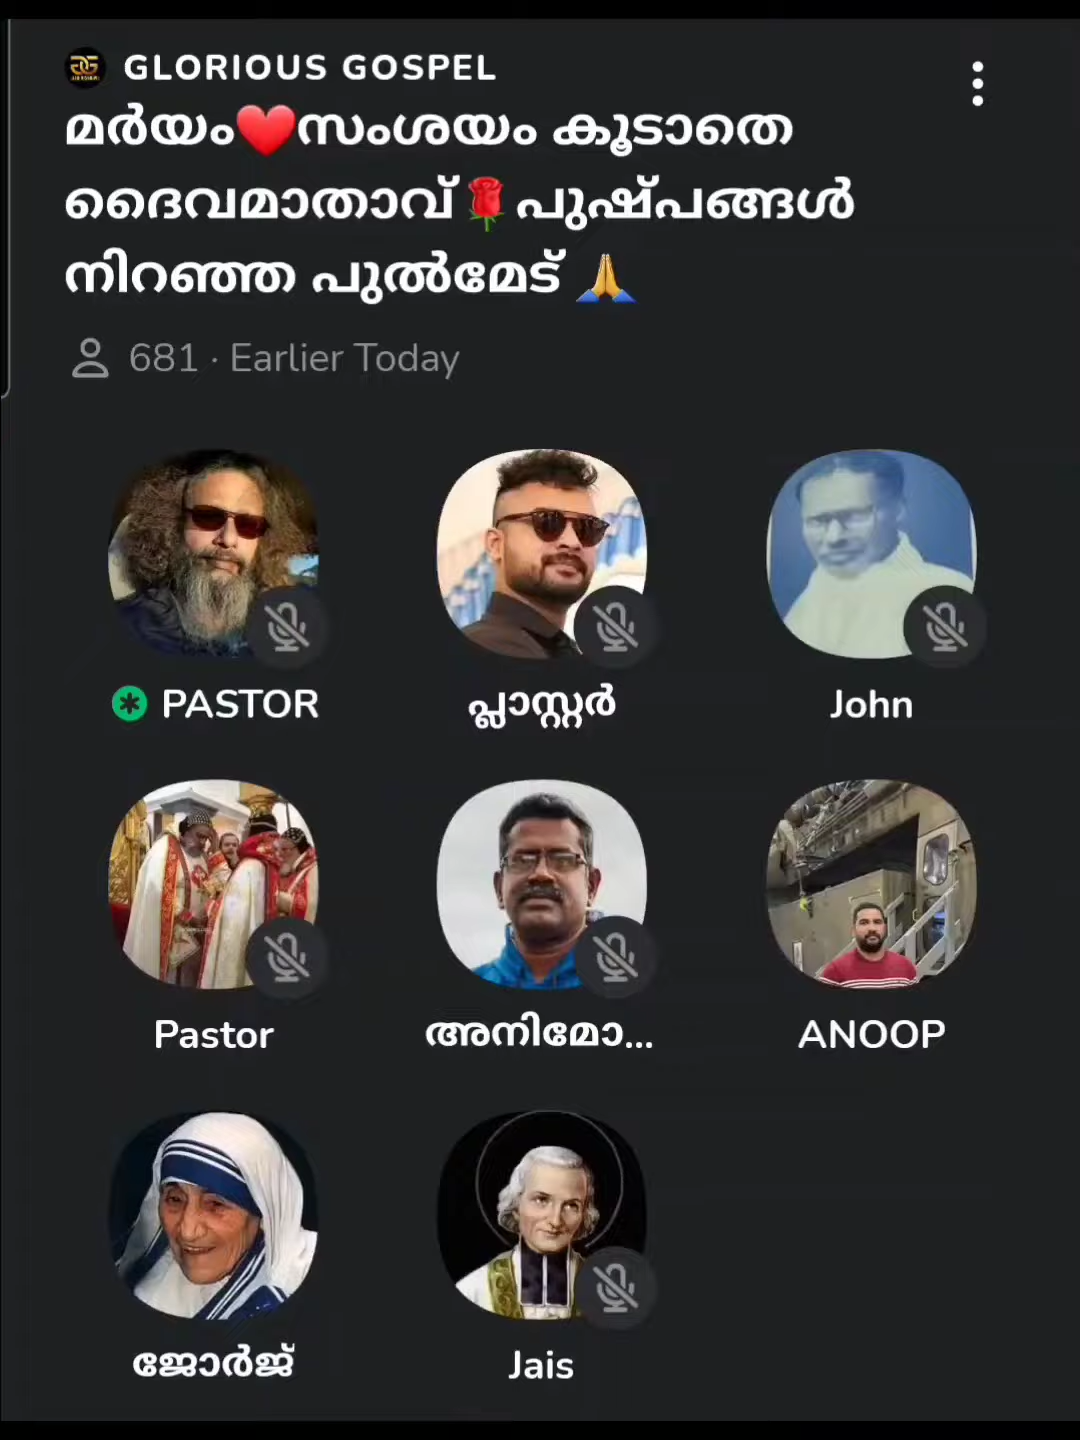 GLORIOUS GOSPEL
മർയം❤️സംശയം കൂടാതെ
ദൈവമാതാവ്🌹പുഷ്പങ്ങൾ
നിറഞ്ഞ പുൽമേട് 🙏
681 · Earlier Today
PASTOR
പ്ലാസ്റ്റർ
John
Pastor
അനിമോ...
ANOOP
ജോർജ്
Jais